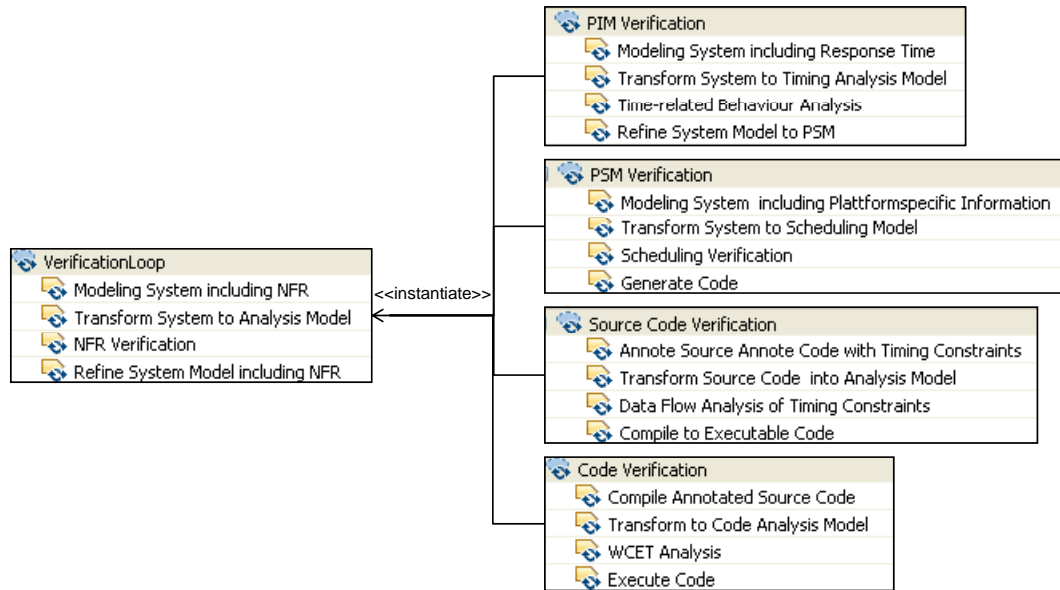 PIM Verification
Modeling System including Response Time
Transform System to Timing Analysis Model
Time-related Behaviour Analysis
Refine System Model to PSM
PSM Verification
Modeling System including Plattformspecific Information
Transform System to Scheduling Model
Scheduling Verification
Generate Code
VerificationLoop
Modeling System including NFR
Transform System to Analysis Model
NFR Verification
Refine System Model including NFR
<<instantiate>>
Source Code Verification
Annote Source Annote Code with Timing Constraints
Transform Source Code into Analysis Model
Data Flow Analysis of Timing Constraints
Compile to Executable Code
Code Verification
Compile Annotated Source Code
Transform to Code Analysis Model
WCET Analysis
Execute Code